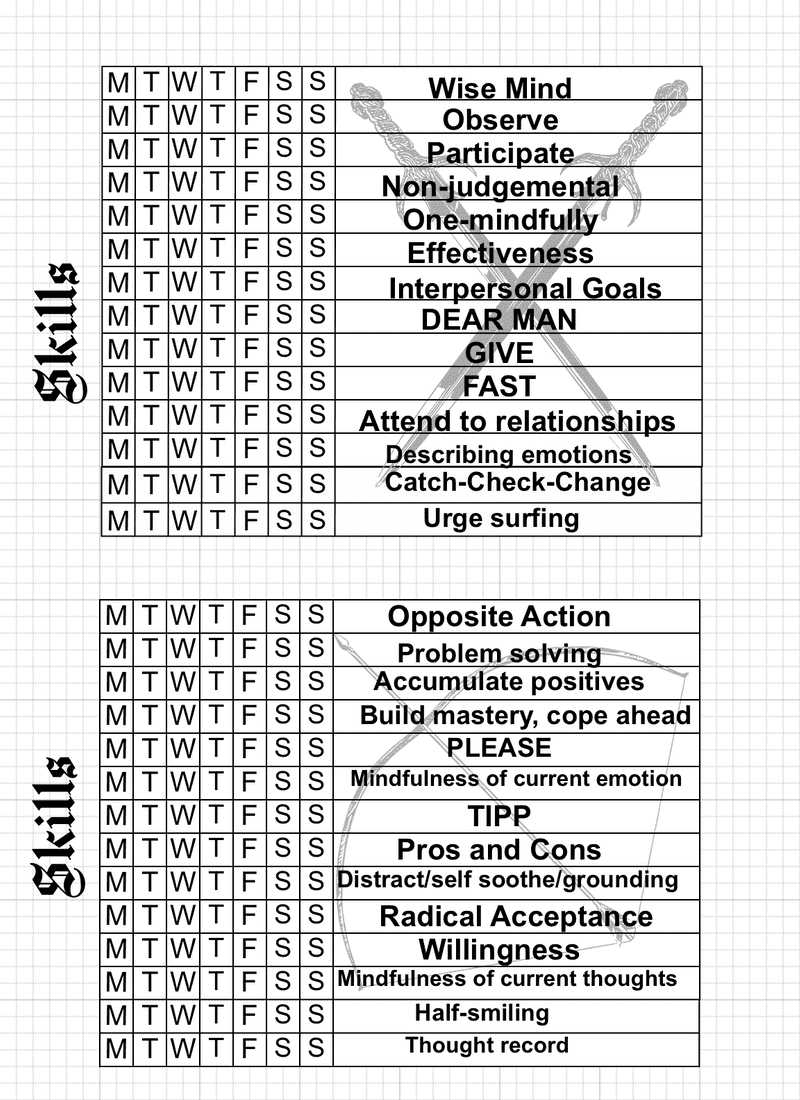 Skills
M T W T F S S Wise Mind
M T W T F S S Observe
M T W T F S S Participate
M T W T F S S Non-judgemental
M T W T F S S One-mindfully
M T W T F S S Effectiveness
M T W T F S S Interpersonal Goals
M T W T F S S DEAR MAN
M T W T F S S GIVE
M T W T F S S FAST
M T W T F S S Attend to relationships
M T W T F S S Describing emotions
M T W T F S S Catch-Check-Change
M T W T F S S Urge surfing
Skills
M T W T F S S Opposite Action
M T W T F S S Problem solving
M T W T F S S Accumulate positives
M T W T F S S Build mastery, cope ahead
M T W T F S S PLEASE
M T W T F S S Mindfulness of current emotion
M T W T F S S TIPP
M T W T F S S Pros and Cons
M T W T F S S Distract/self soothe/grounding
M T W T F S S Radical Acceptance
M T W T F S S Willingness
M T W T F S S Mindfulness of current thoughts
M T W T F S S Half-smiling
M T W T F S S Thought record